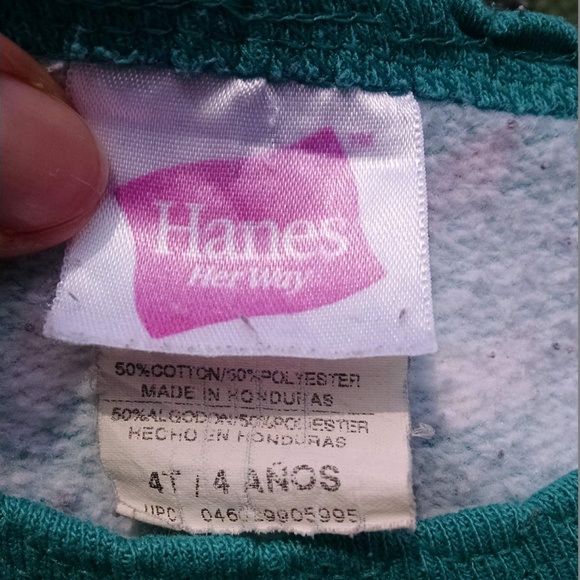 Hanes
Her Way
50%COTTON/50%POLYESTER
MADE IN HONDURAS
50%ALGODON/50%POLIESTER
HECHO EN HONDURAS
4T / 4 AÑOS
UPC